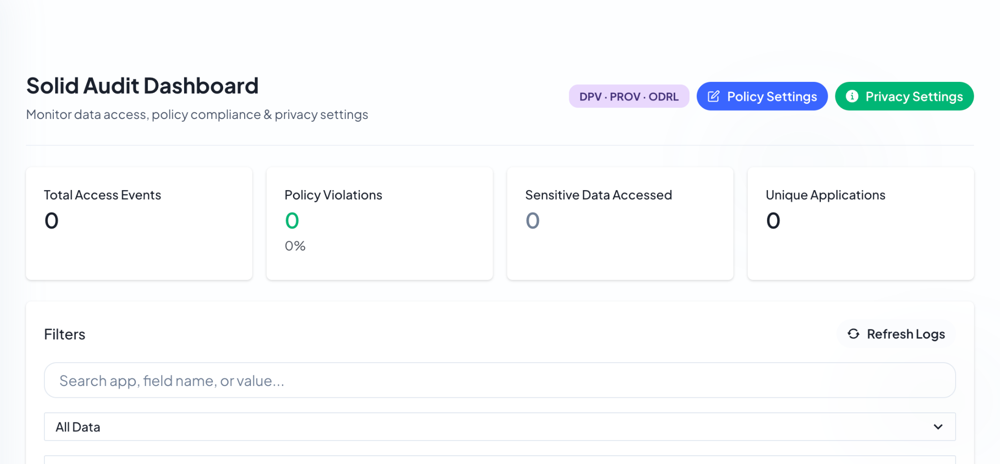 Solid Audit Dashboard
Monitor data access, policy compliance & privacy settings
DPV · PROV · ODRL
Policy Settings
Privacy Settings
Total Access Events
0
Policy Violations
0
0%
Sensitive Data Accessed
0
Unique Applications
0
Filters
Refresh Logs
Search app, field name, or value...
All Data